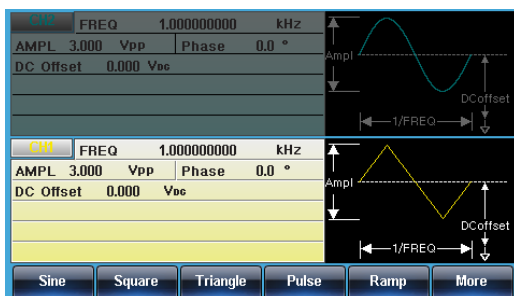 CH2 FREQ 1.000000000 kHz
AMPL 3.000 Vpp Phase 0.0 °
DC Offset 0.000 VDC
Ampl
DCoffset
1/FREQ
CH1 FREQ 1.000000000 kHz
AMPL 3.000 Vpp Phase 0.0 °
DC Offset 0.000 VDC
Ampl
DCoffset
1/FREQ
Sine Square Triangle Pulse Ramp More